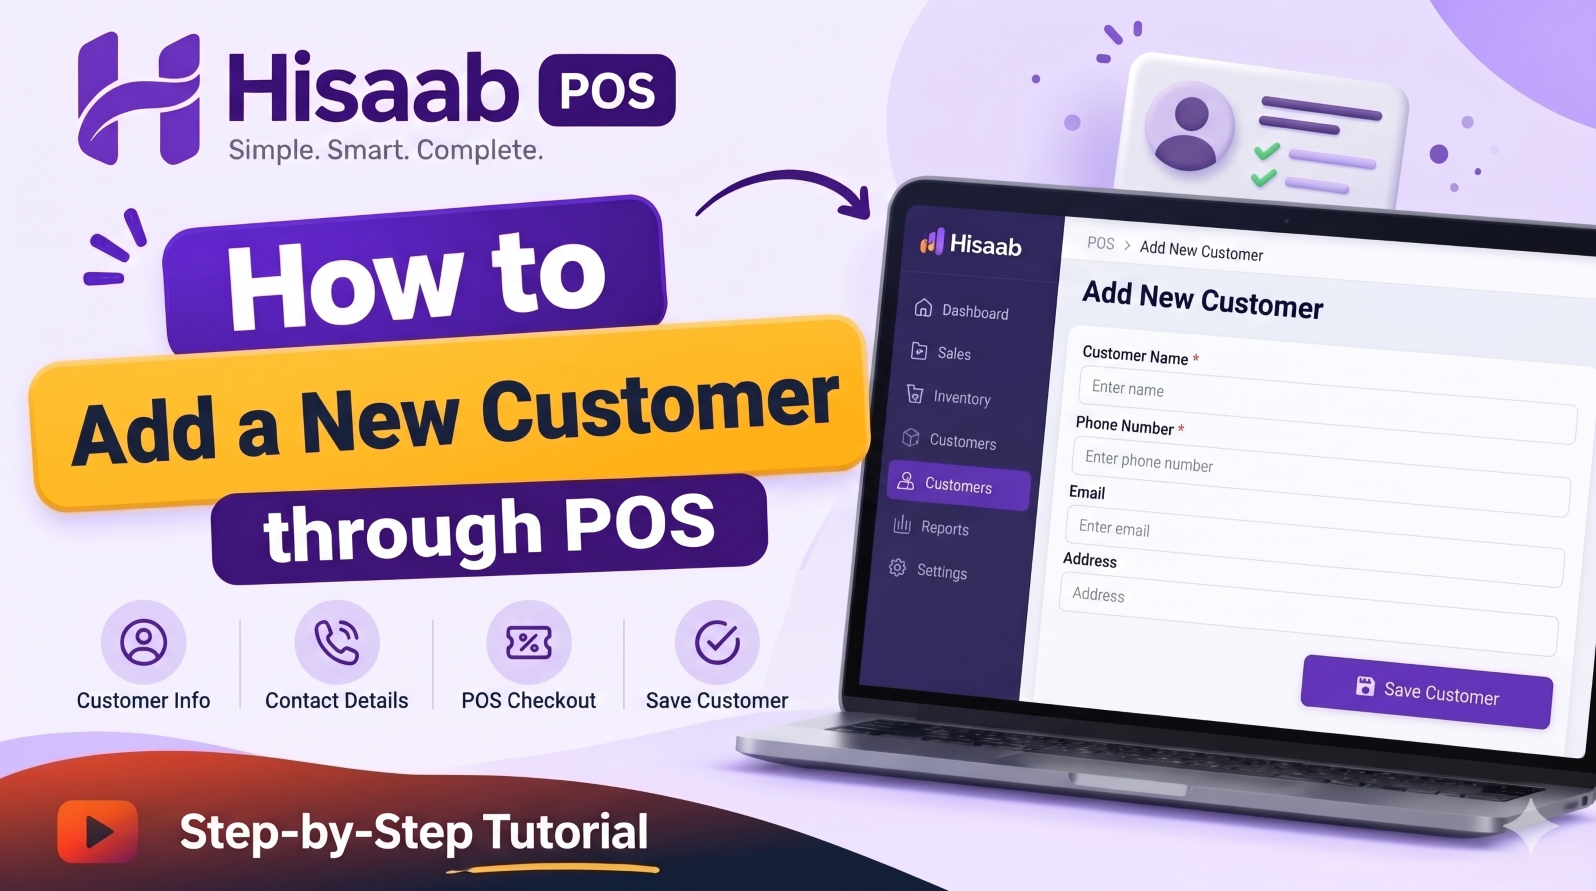 Hisaab POS
Simple. Smart. Complete.
How to
Add a New Customer
through POS
Customer Info
Contact Details
POS Checkout
Save Customer
Step-by-Step Tutorial
Hisaab
Dashboard
Sales
Inventory
Customers
Customers
Reports
Settings
POS > Add New Customer
Add New Customer
Customer Name *
Enter name
Phone Number *
Enter phone number
Email
Enter email
Address
Address
Save Customer